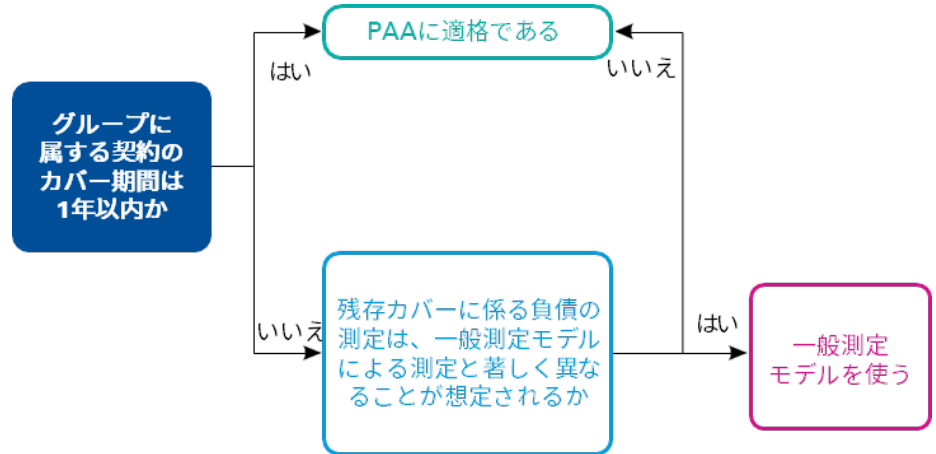 PAAに適格である
はい
いいえ
グループに
属する契約の
カバー期間は
1年以内か
いいえ
残存カバーに係る負債の
測定は、一般測定モデル
による測定と著しく異な
ることが想定されるか
はい
一般測定
モデルを使う